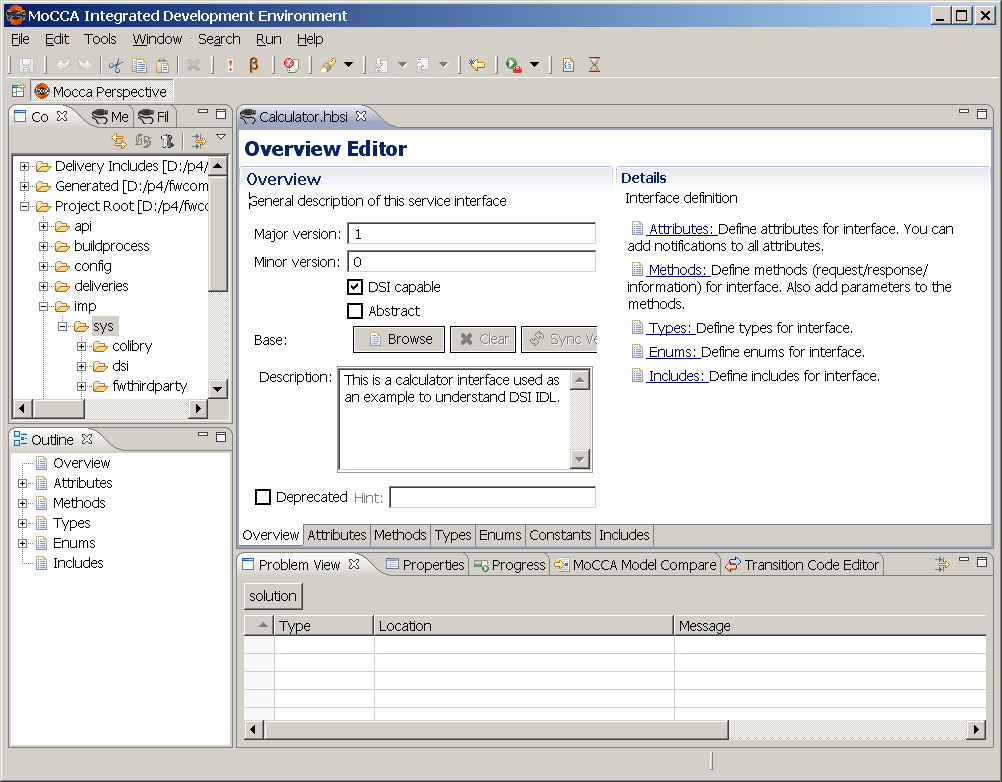 MoCCA Integrated Development Environment
File Edit Tools Window Search Run Help
Mocca Perspective
Co Me Fil
Delivery Includes [D:/p4/
Generated [D:/p4/fwcom
Project Root [D:/p4/fwco
api
buildprocess
config
deliveries
imp
sys
colibry
dsi
fwthirdparty
Outline
Overview
Attributes
Methods
Types
Enums
Includes
Calculator.hbsi
Overview Editor
Overview
General description of this service interface
Major version: 1
Minor version: 0
DSI capable
Abstract
Base: Browse Clear Sync Ve
Description: This is a calculator interface used as
an example to understand DSI IDL.
Deprecated Hint:
Details
Interface definition
Attributes: Define attributes for interface. You can
add notifications to all attributes.
Methods: Define methods (request/response/
information) for interface. Also add parameters to the
methods.
Types: Define types for interface.
Enums: Define enums for interface.
Includes: Define includes for interface.
Overview Attributes Methods Types Enums Constants Includes
Problem View Properties Progress MoCCA Model Compare Transition Code Editor
solution
Type Location Message